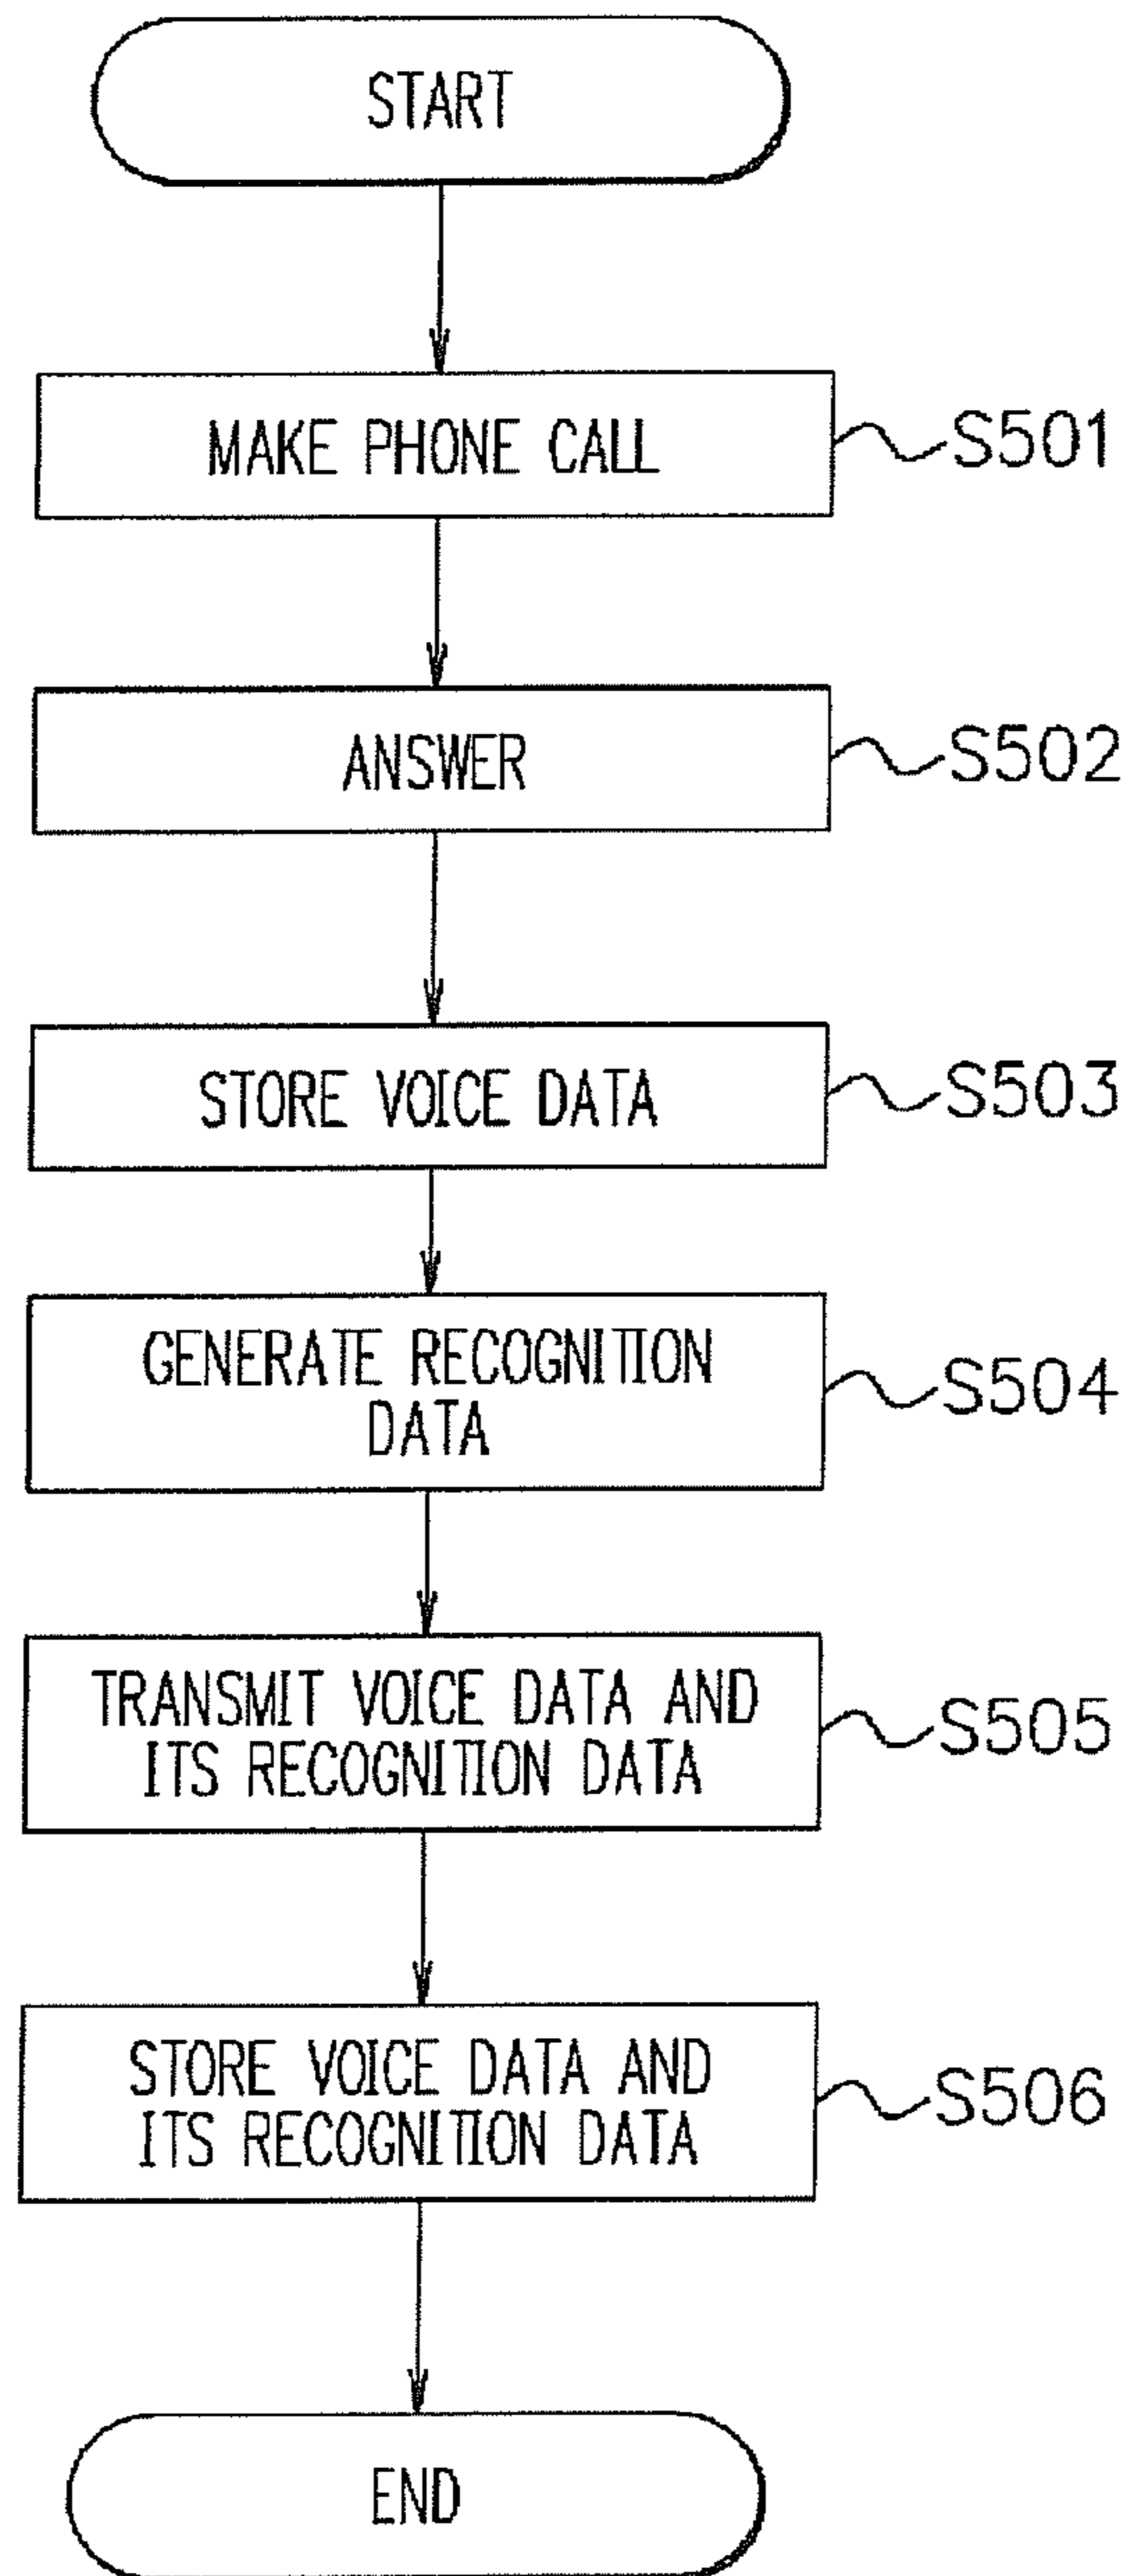 START
MAKE PHONE CALL
S501
ANSWER
S502
STORE VOICE DATA
S503
GENERATE RECOGNITION
DATA
S504
TRANSMIT VOICE DATA AND
ITS RECOGNITION DATA
S505
STORE VOICE DATA AND
ITS RECOGNITION DATA
S506
END